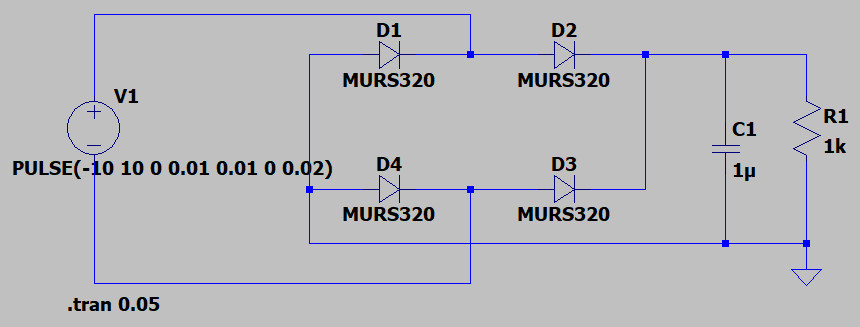 D1
D2
MURS320
MURS320
V1
C1
R1
1k
PULSE(-10 10 0 0.01 0.01 0 0.02)
D4
D3
1µ
MURS320
MURS320
.tran 0.05